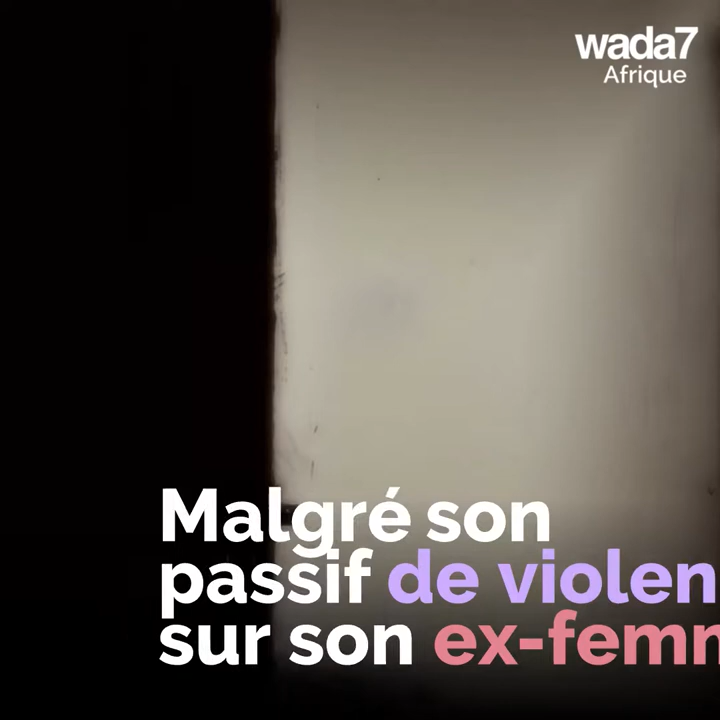 wada7
Afrique
Malgré son
passif de violen
sur son ex-femm